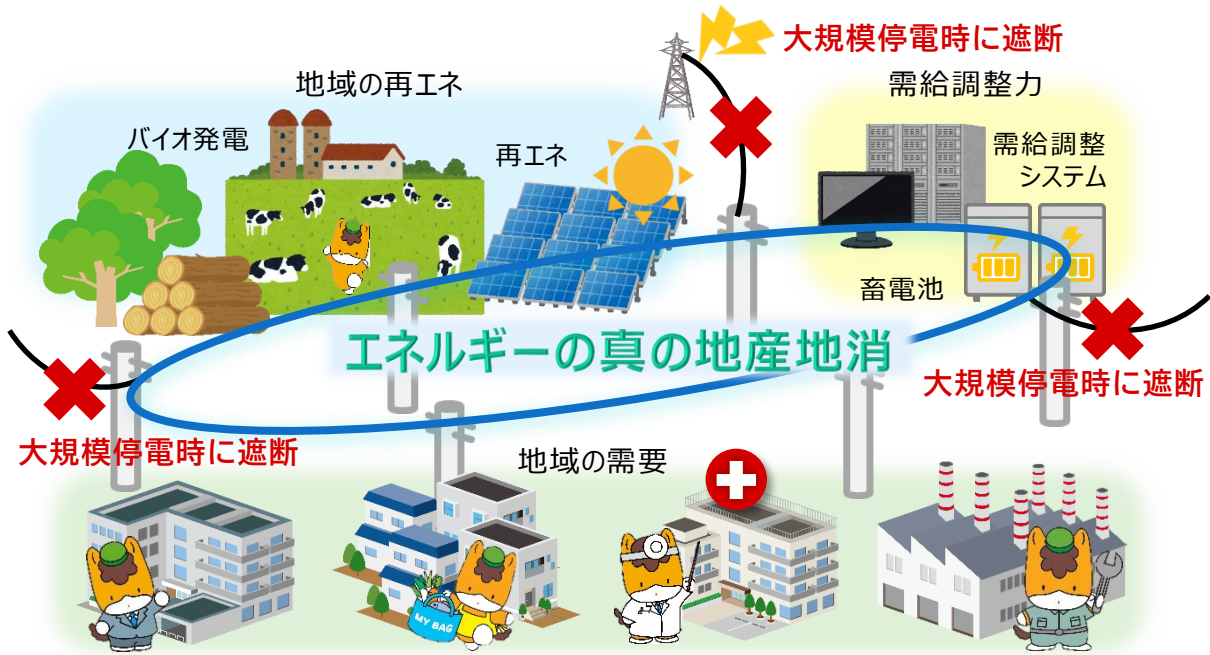 大規模停電時に遮断
地域の再エネ
需給調整力
バイオ発電
再エネ
需給調整
システム
畜電池
エネルギーの真の地産地消
大規模停電時に遮断
大規模停電時に遮断
地域の需要
MY BAG